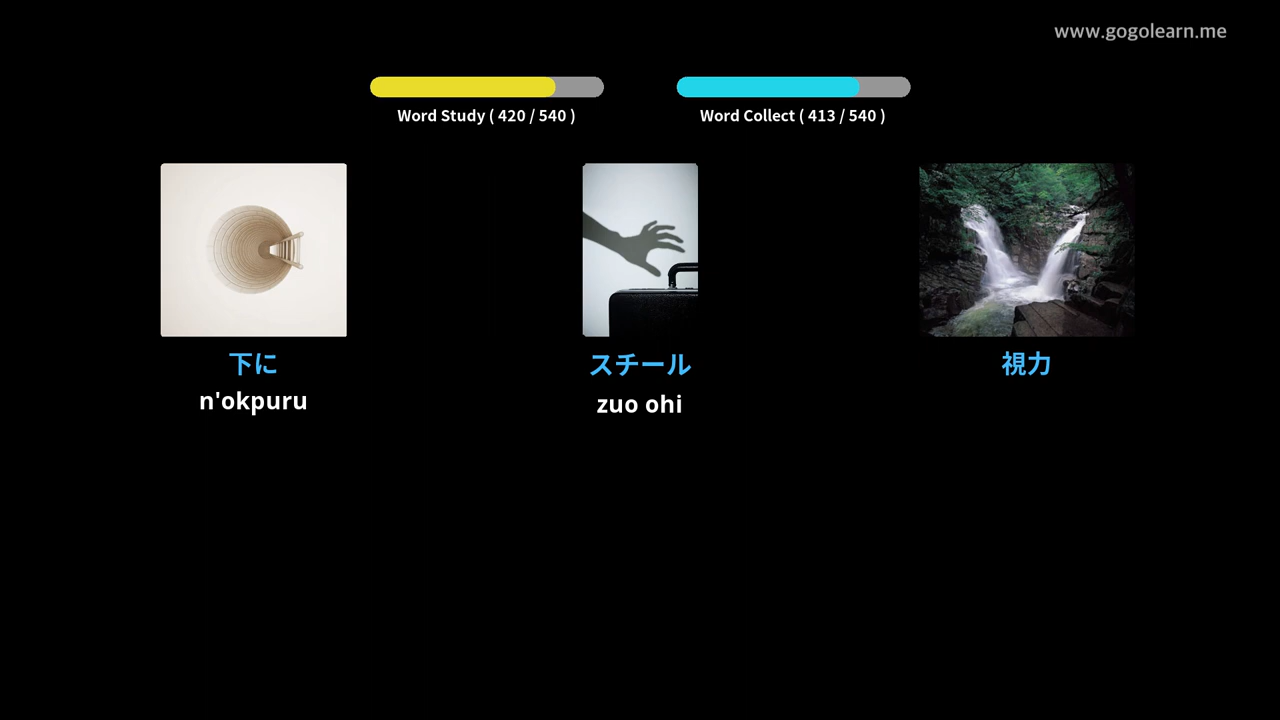 www.gogolearn.me
Word Study ( 420 / 540 )
Word Collect ( 413 / 540 )
下に
スチール
視力
n'okpuru
zuo ohi